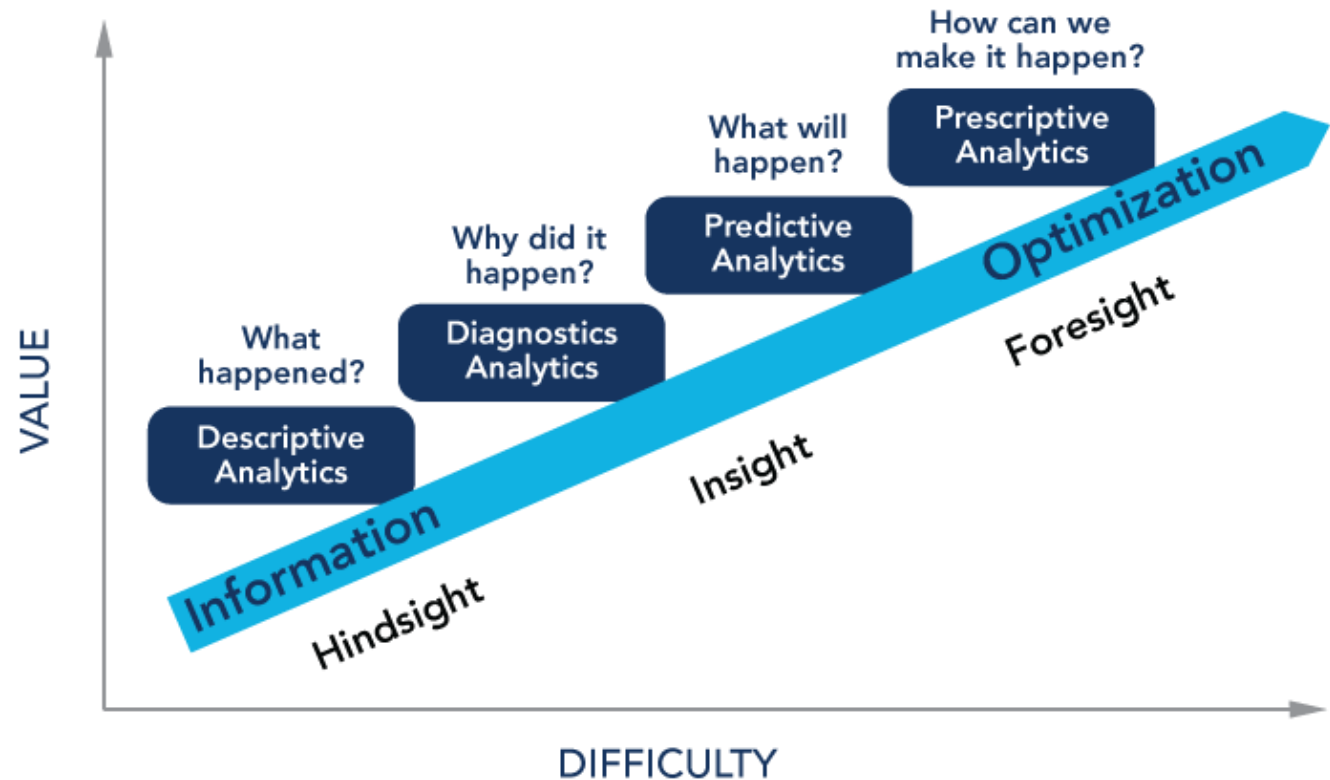 How can we
make it happen?
Prescriptive
Analytics
What will
happen?
Predictive
Analytics
Why did it
happen?
Diagnostics
Analytics
What
happened?
Descriptive
Analytics
Information
Optimization
Hindsight
Insight
Foresight
VALUE
DIFFICULTY